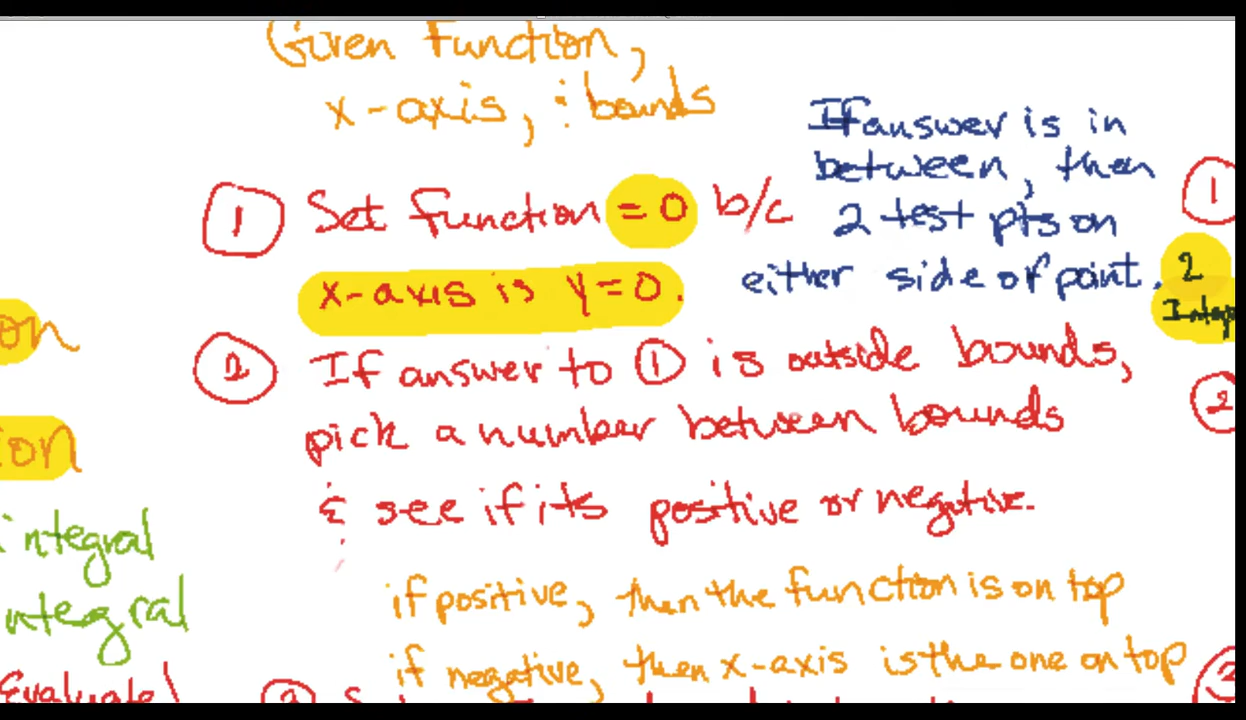 Given Function,
x-axis, & bounds
① Set function = 0 b/c
x-axis is y=0.
If answer is in
between, then
2 test pts on
either side of point.
② If answer to ① is outside bounds,
pick a number between bounds
& see if its positive or negative.
if positive, then the function is on top
if negative, then x-axis is the one on top
on
ion
integral
ntegral
Evaluate
①
2
②